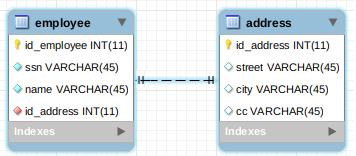 employee
id_employee INT(11)
ssn VARCHAR(45)
name VARCHAR(45)
id_address INT(11)
Indexes
address
id_address INT(11)
street VARCHAR(45)
city VARCHAR(45)
cc VARCHAR(45)
Indexes